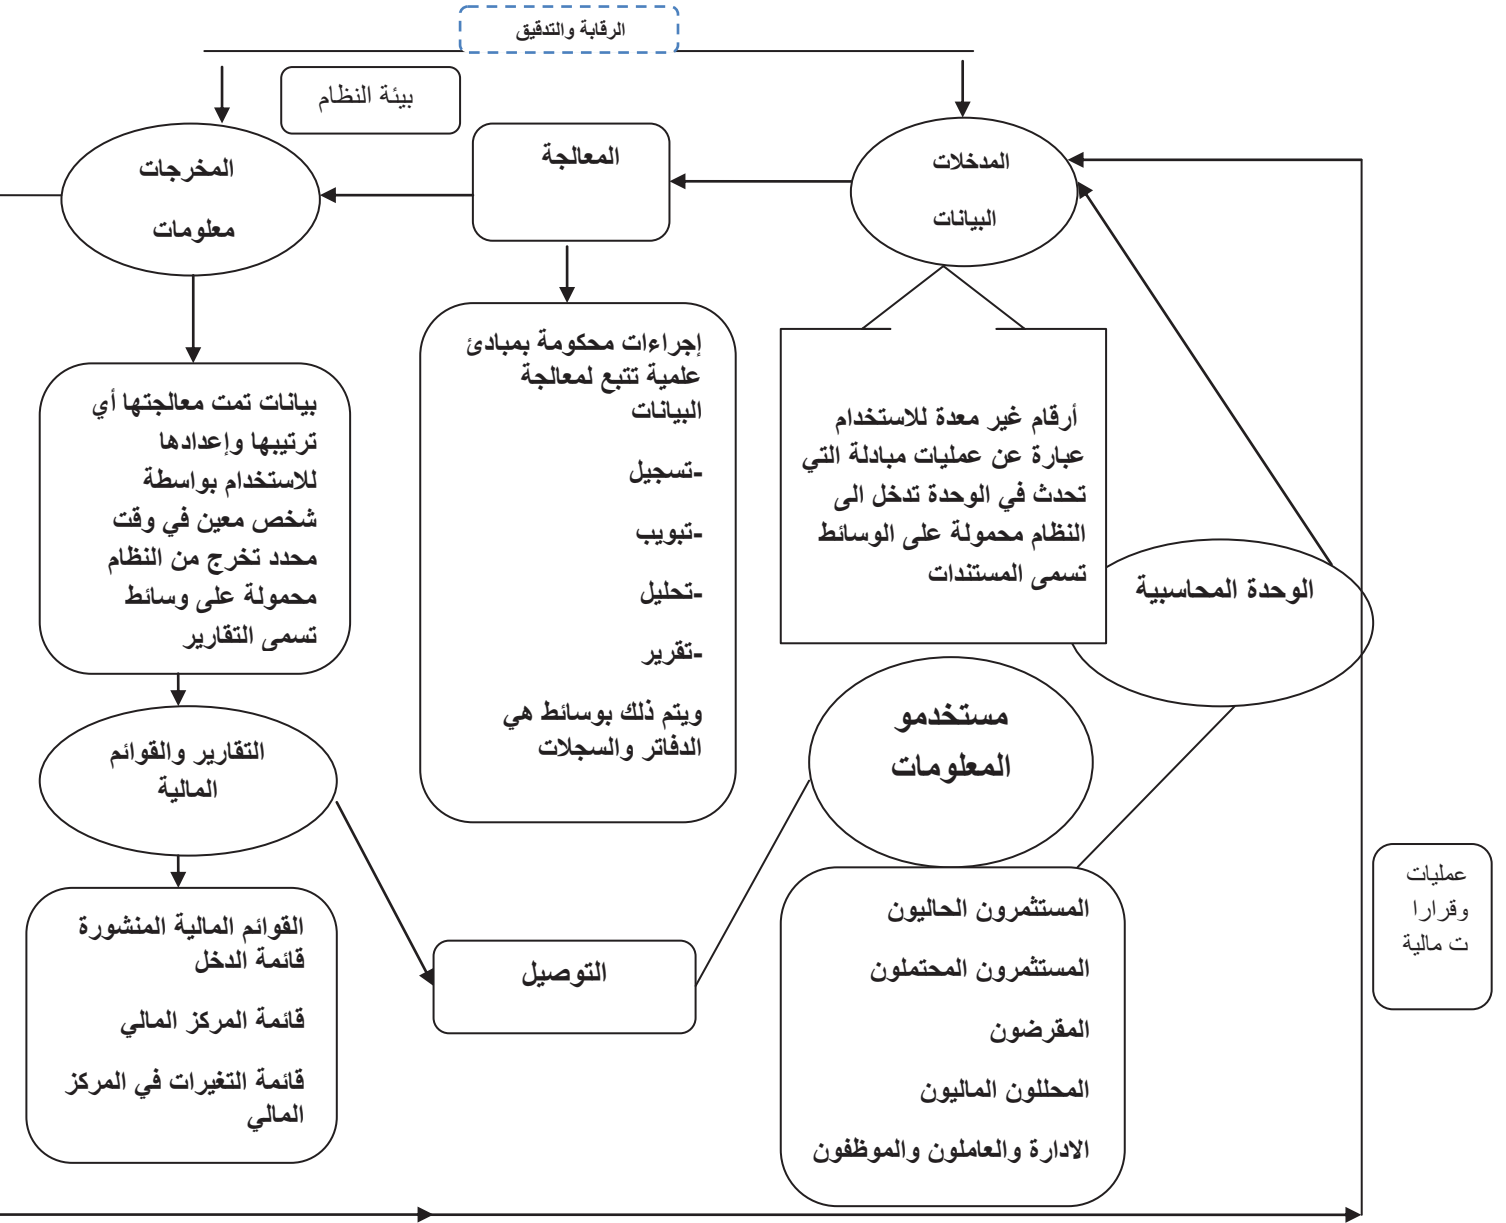 الرقابة والتدقيق
بيئة النظام
المدخلات
البيانات
المعالجة
المخرجات
معلومات
أرقام غير معدة للاستخدام
عبارة عن عمليات مبادلة التي
تحدث في الوحدة تدخل الى
النظام محمولة على الوسائط
تسمى المستندات
إجراءات محكومة بمبادئ
علمية تتبع لمعالجة
البيانات
-تسجيل
-تبويب
-تحليل
-تقرير
ويتم ذلك بوسائط هي
الدفاتر والسجلات
بيانات تمت معالجتها أي
ترتيبها وإعدادها
للاستخدام بواسطة
شخص معين في وقت
محدد تخرج من النظام
محمولة على وسائط
تسمى التقارير
الوحدة المحاسبية
مستخدمو
المعلومات
التقارير والقوائم
المالية
عمليات
وقرارا
ت مالية
المستثمرون الحاليون
المستثمرون المحتملون
المقرضون
المحللون الماليون
الادارة والعاملون والموظفون
التوصيل
القوائم المالية المنشورة
قائمة الدخل
قائمة المركز المالي
قائمة التغيرات في المركز
المالي